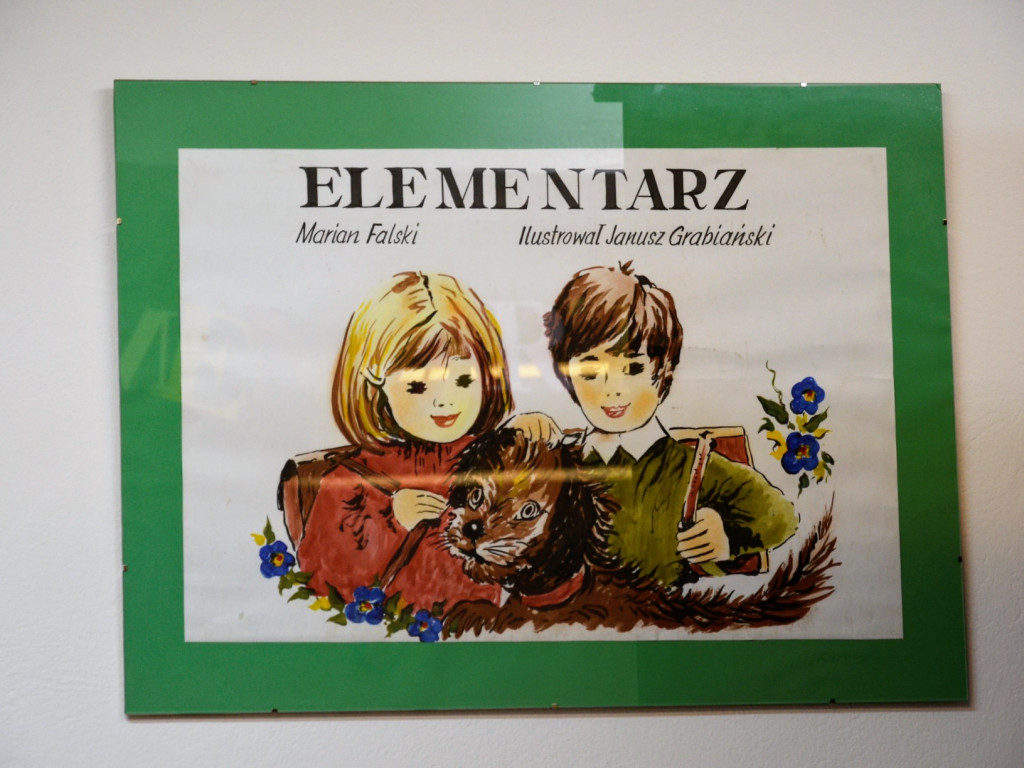 ELEMENTARZ
Marian Falski Ilustrował Janusz Grabiański